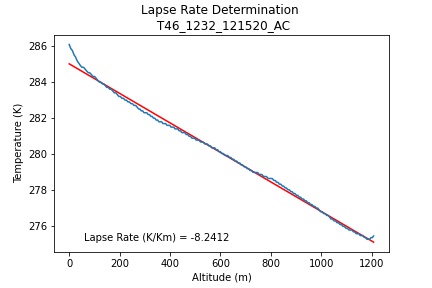 Lapse Rate Determination
T46_1232_121520_AC
286
284
282
280
278
276
Temperature (K)
Lapse Rate (K/Km) = -8.2412
0 200 400 600 800 1000 1200
Altitude (m)